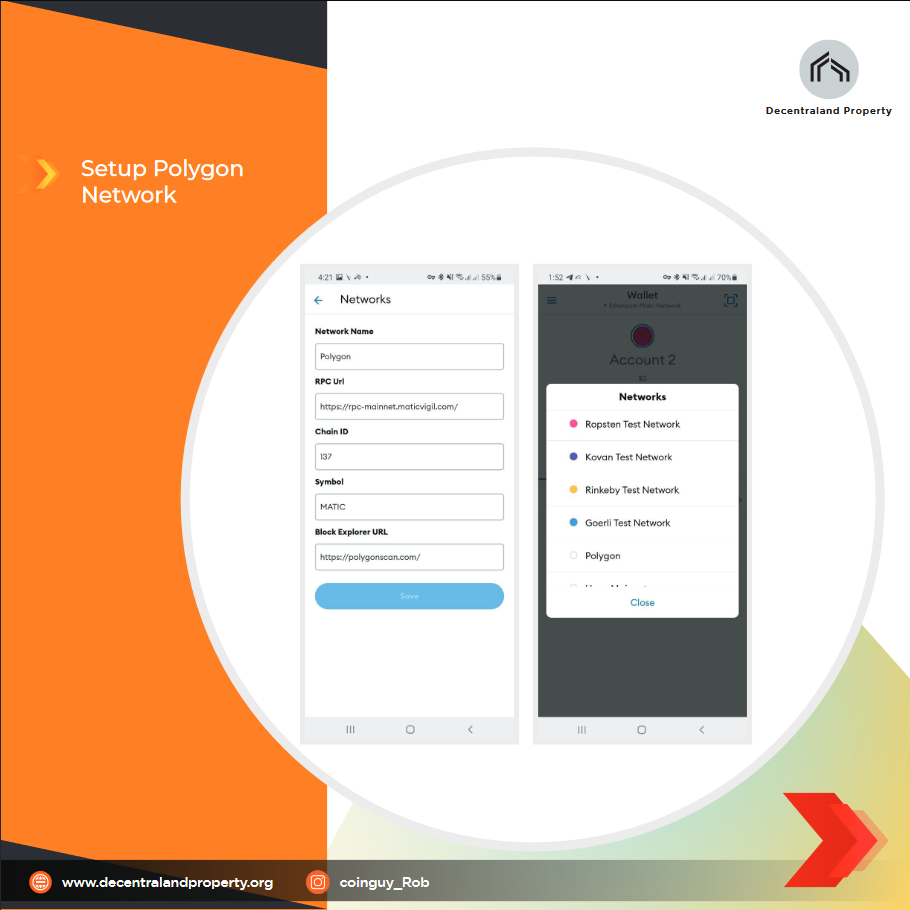 Decentraland Property
Setup Polygon
Network
4:21
55%
Networks
Network Name
Polygon
RPC Url
https://rpc-mainnet.maticvigil.com/
Chain ID
137
Symbol
MATIC
Block Explorer URL
https://polygonscan.com/
Save
1:52
70%
Wallet
Ethereum Main Network
Account 2
$0
Networks
Ropsten Test Network
Kovan Test Network
Rinkeby Test Network
Goerli Test Network
Polygon
Close
www.decentralandproperty.org
coinguy_Rob